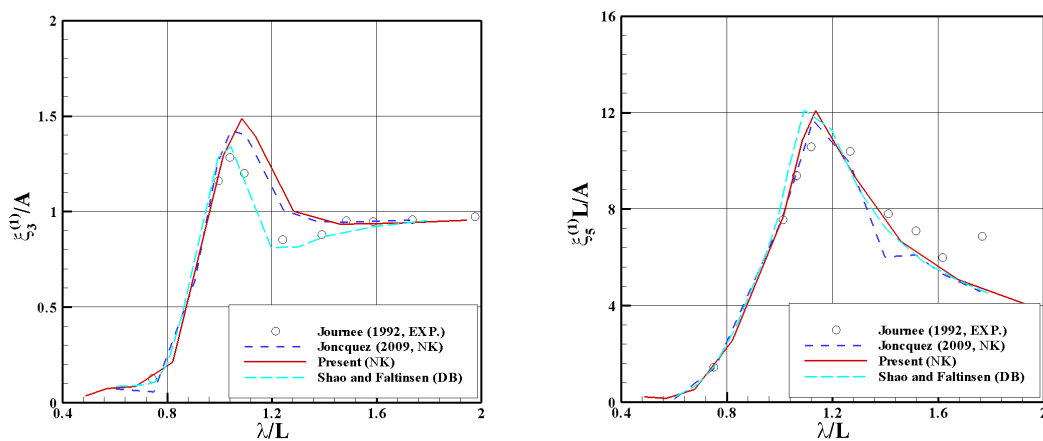 2
1.5
1
0.5
0
ξ₃⁽¹⁾/A
0.4 0.8 1.2 1.6 2
λ/L
Journee (1992, EXP.)
Joncquez (2009, NK)
Present (NK)
Shao and Faltinsen (DB)
16
12
8
4
0
ξ₅⁽¹⁾L/A
0.4 0.8 1.2 1.6 2
λ/L
Journee (1992, EXP.)
Joncquez (2009, NK)
Present (NK)
Shao and Faltinsen (DB)